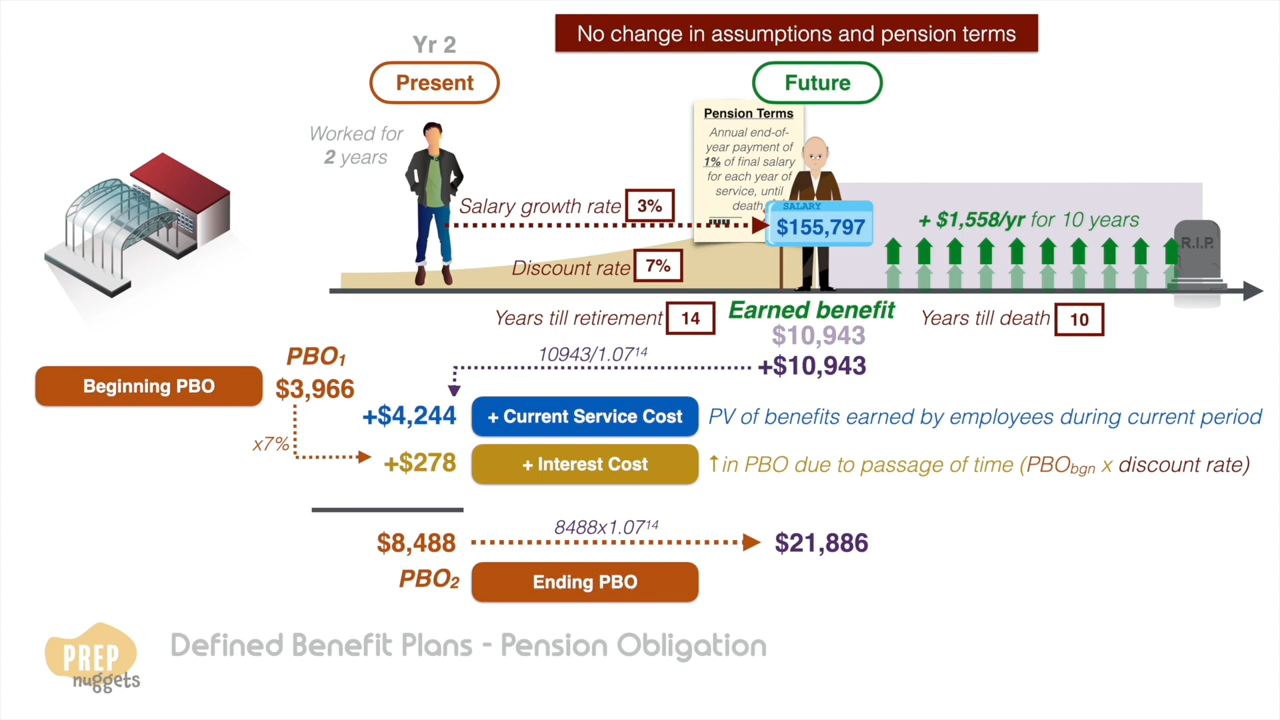 No change in assumptions and pension terms
Yr 2
Present
Future
Worked for
2 years
Pension Terms
Annual end-of-
year payment of
1% of final salary
for each year of
service, until
death,
Salary growth rate 3%
SALARY
$155,797
+ $1,558/yr for 10 years
R.I.P.
Discount rate 7%
Years till retirement 14
Earned benefit
Years till death 10
$10,943
10943/1.07¹⁴
+$10,943
PBO₁
Beginning PBO
$3,966
+$4,244
+ Current Service Cost
PV of benefits earned by employees during current period
x7%
+$278
+ Interest Cost
↑in PBO due to passage of time (PBObgn x discount rate)
$8,488
8488x1.07¹⁴
$21,886
PBO₂
Ending PBO
Defined Benefit Plans - Pension Obligation
PREP
nuggets